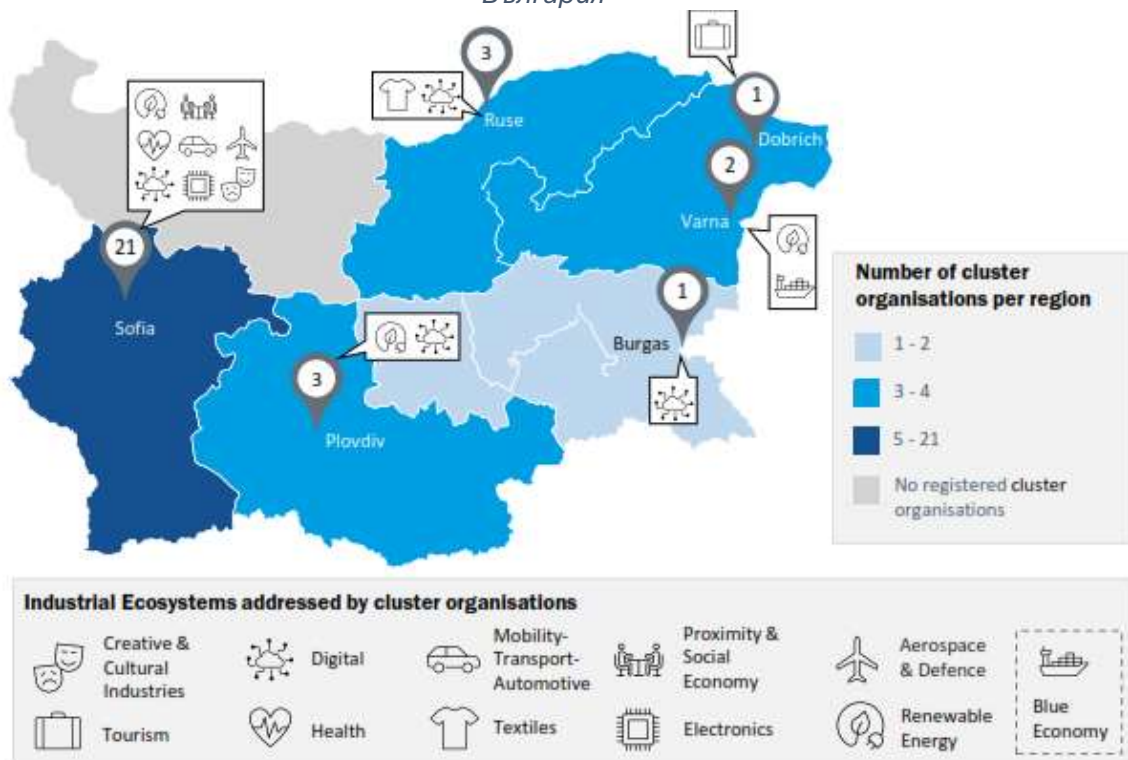 България
3
1
Ruse
Dobrich
2
21
Varna
1
Sofia
Burgas
3
Plovdiv
Number of cluster
organisations per region
1 - 2
3 - 4
5 - 21
No registered cluster
organisations
Industrial Ecosystems addressed by cluster organisations
Creative &
Cultural
Industries
Digital
Mobility-
Transport-
Automotive
Proximity &
Social
Economy
Aerospace
& Defence
Tourism
Health
Textiles
Electronics
Renewable
Energy
Blue
Economy